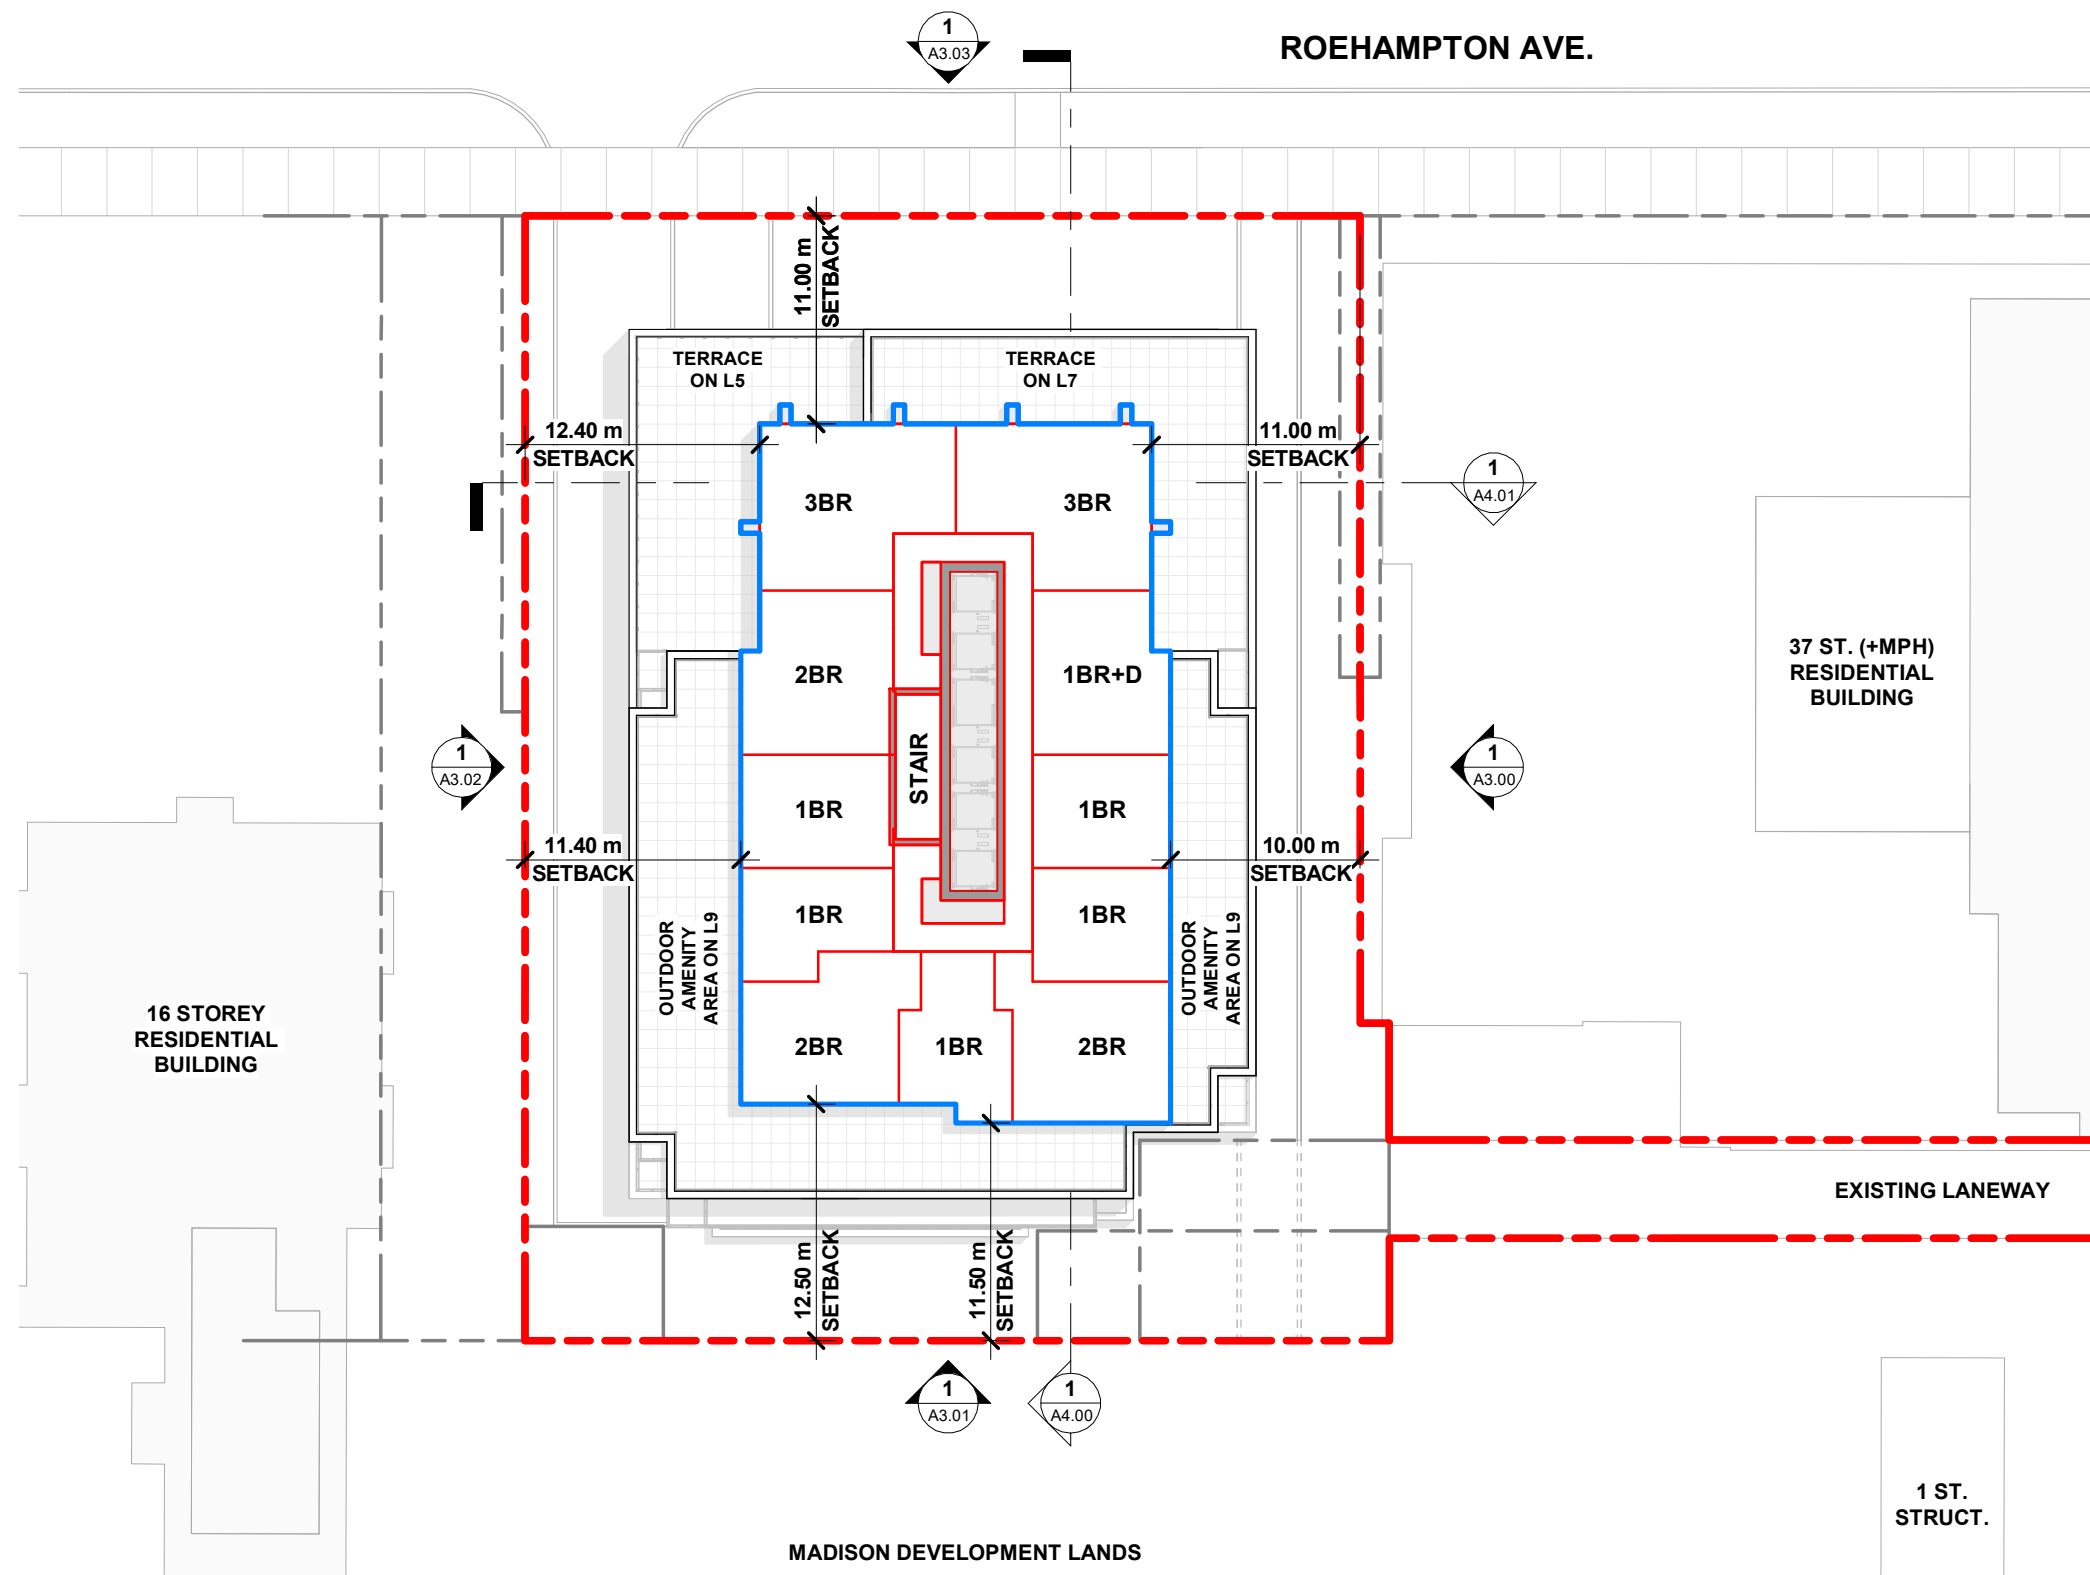 1
A3.03
ROEHAMPTON AVE.
11.00 m
SETBACK
TERRACE
ON L5
TERRACE
ON L7
12.40 m
SETBACK
11.00 m
SETBACK
1
A4.01
3BR
3BR
2BR
1BR+D
37 ST. (+MPH)
RESIDENTIAL
BUILDING
STAIR
1
A3.02
1
A3.00
1BR
1BR
11.40 m
SETBACK
10.00 m
SETBACK
1BR
1BR
OUTDOOR
AMENITY
AREA ON L9
OUTDOOR
AMENITY
AREA ON L9
16 STOREY
RESIDENTIAL
BUILDING
2BR
1BR
2BR
EXISTING LANEWAY
12.50 m
SETBACK
11.50 m
SETBACK
1
A3.01
1
A4.00
1 ST.
STRUCT.
MADISON DEVELOPMENT LANDS